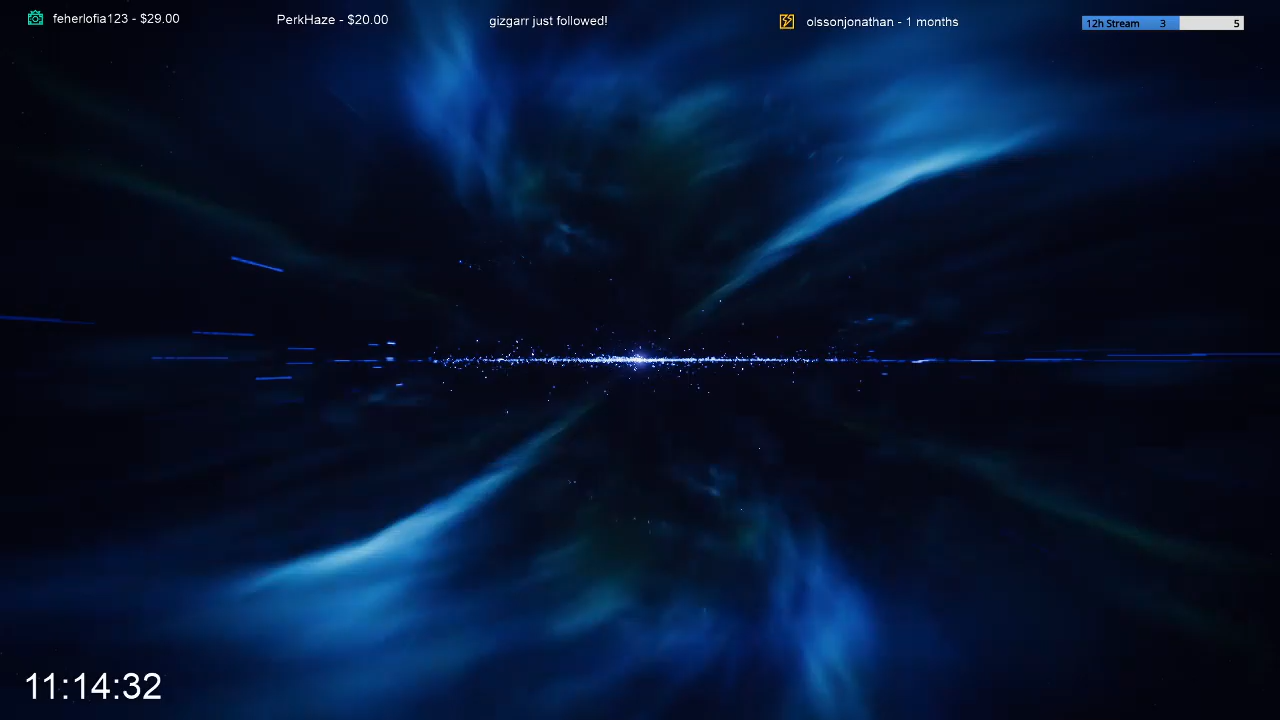 feherlofia123 - $29.00
PerkHaze - $20.00
gizgarr just followed!
olssonjonathan - 1 months
12h Stream 3 5
11:14:32